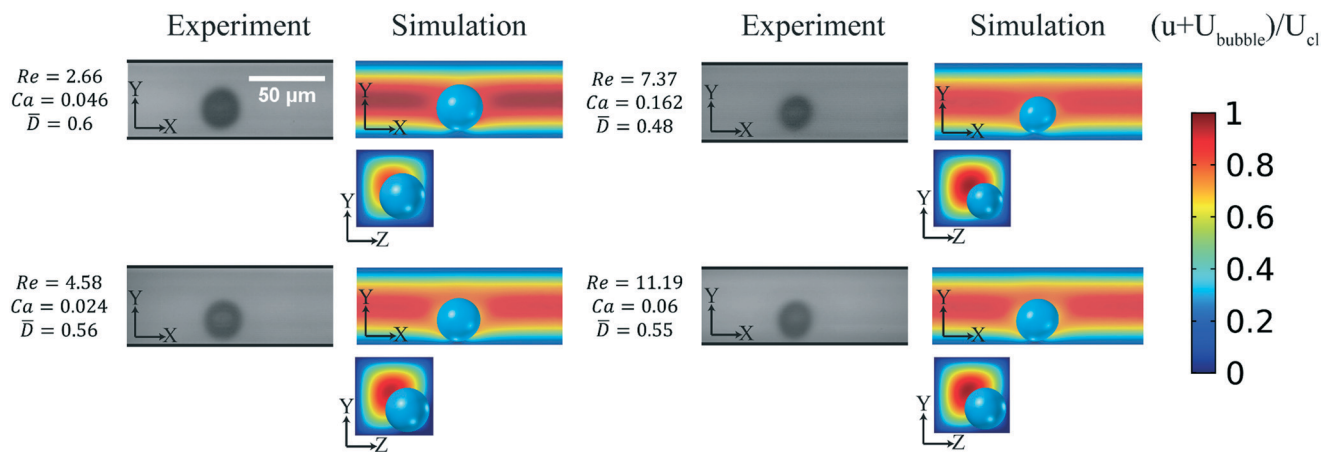 Experiment Simulation Experiment Simulation (u+U_bubble)/U_cl
Re = 2.66
Ca = 0.046
D̅ = 0.6
Y
X
50 µm
Y
X
Y
Z
Re = 7.37
Ca = 0.162
D̅ = 0.48
Y
X
Y
X
Y
Z
Re = 4.58
Ca = 0.024
D̅ = 0.56
Y
X
Y
X
Y
Z
Re = 11.19
Ca = 0.06
D̅ = 0.55
Y
X
Y
X
Y
Z
1
0.8
0.6
0.4
0.2
0